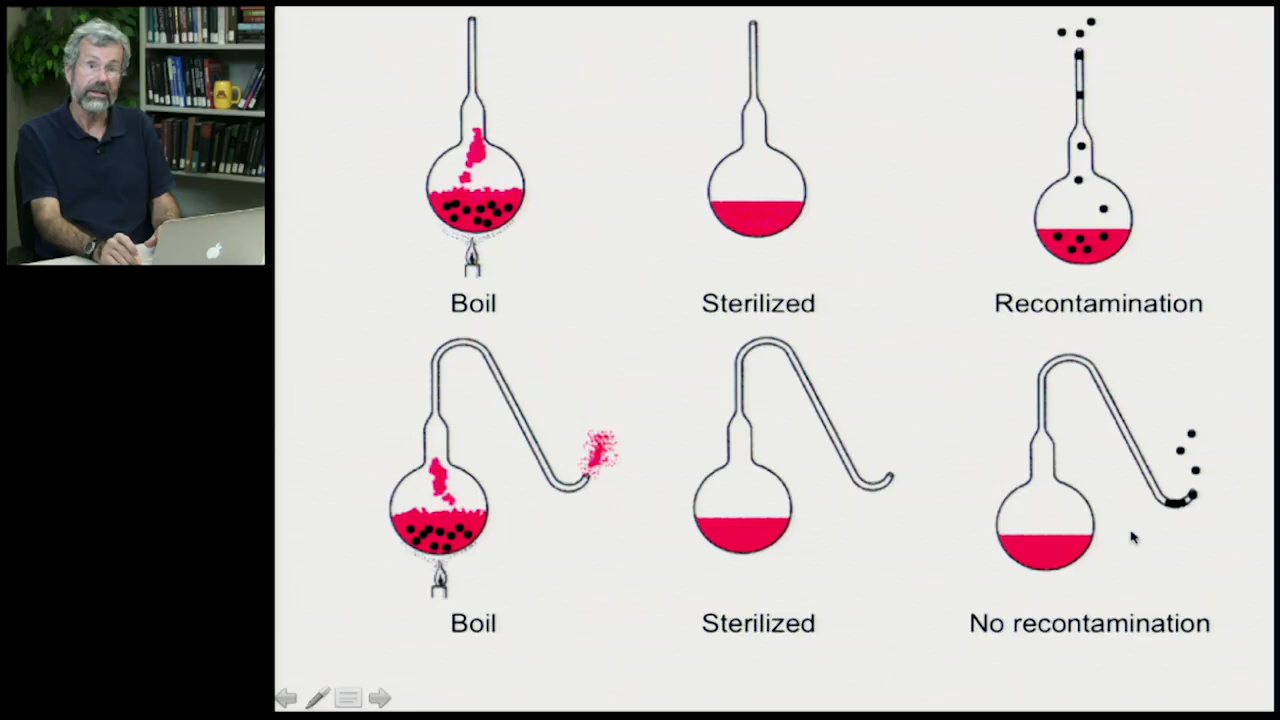 Boil
Sterilized
Recontamination
Boil
Sterilized
No recontamination